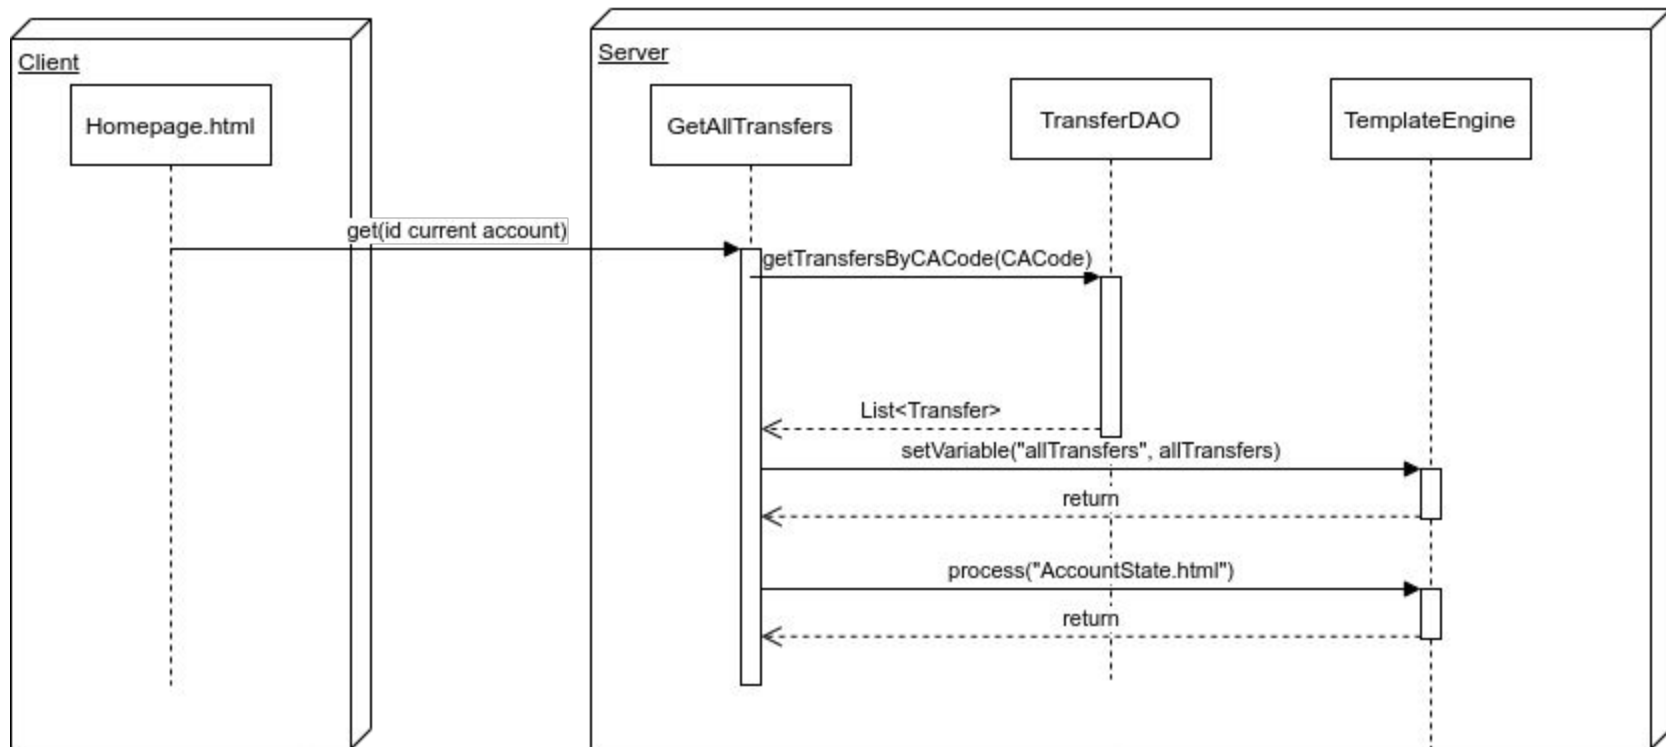 Client
Server
Homepage.html
GetAllTransfers
TransferDAO
TemplateEngine
get(id current account)
getTransfersByCACode(CACode)
List<Transfer>
setVariable("allTransfers", allTransfers)
return
process("AccountState.html")
return